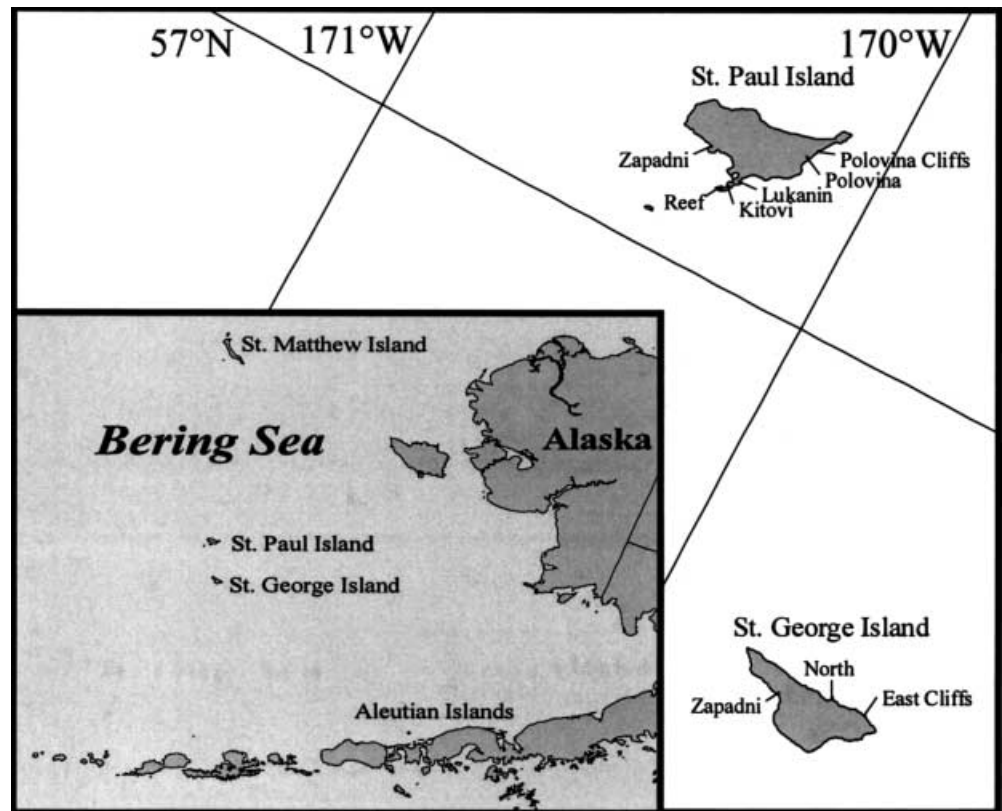 57°N
171°W
170°W
St. Paul Island
Zapadni
Polovina Cliffs
Polovina
Lukanin
Reef
Kitovi
St. Matthew Island
Bering Sea
Alaska
St. Paul Island
St. George Island
Aleutian Islands
St. George Island
North
Zapadni
East Cliffs